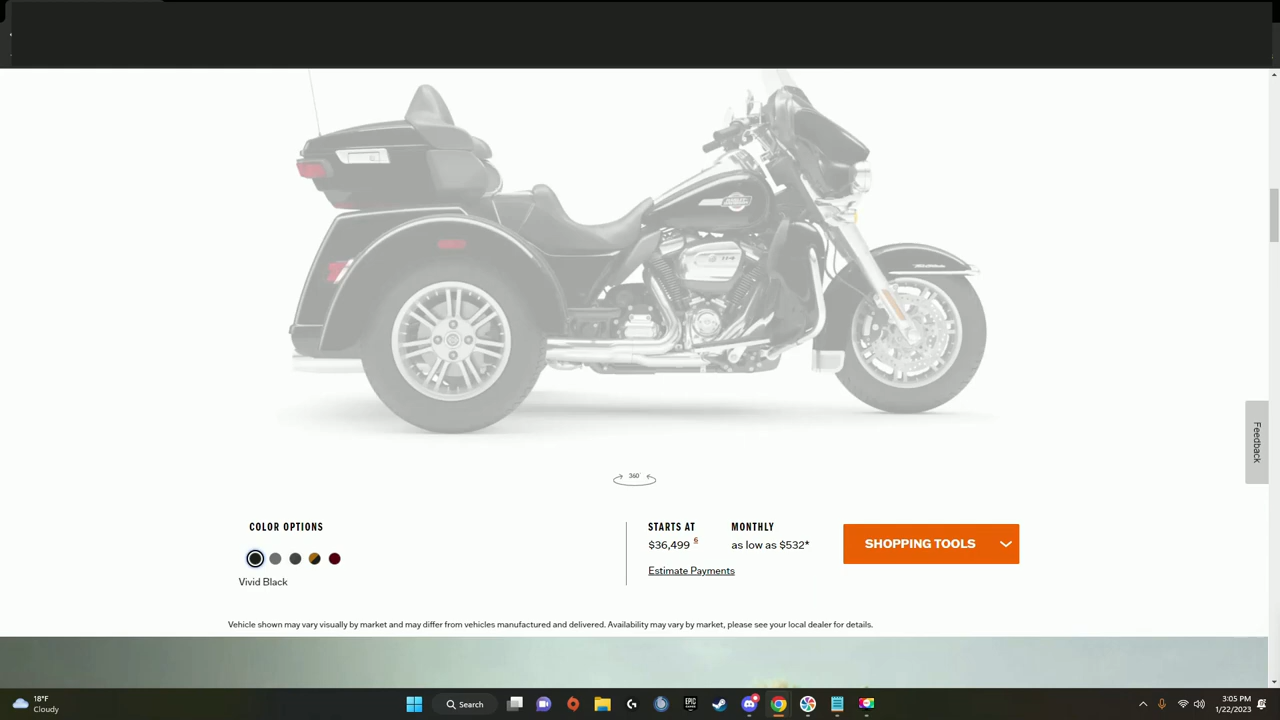 360°
COLOR OPTIONS
Vivid Black
STARTS AT
$36,499 6
Estimate Payments
MONTHLY
as low as $532*
SHOPPING TOOLS
Feedback
Vehicle shown may vary visually by market and may differ from vehicles manufactured and delivered. Availability may vary by market, please see your local dealer for details.
18°F
Cloudy
Search
EPIC
3:05 PM
1/22/2023